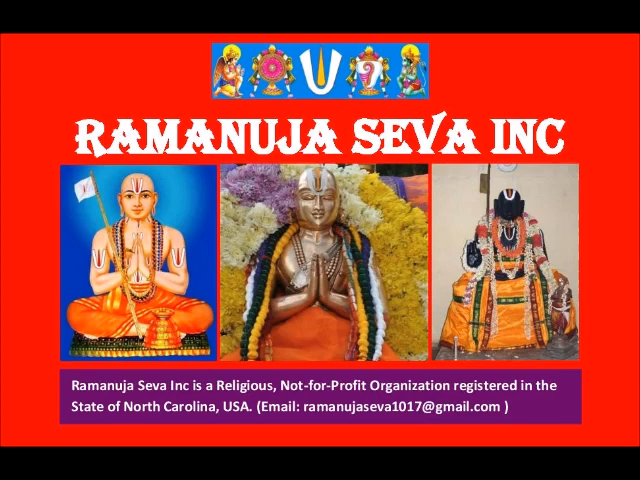 RAMANUJA SEVA INC
Ramanuja Seva Inc is a Religious, Not-for-Profit Organization registered in the
State of North Carolina, USA. (Email: ramanujaseva1017@gmail.com )